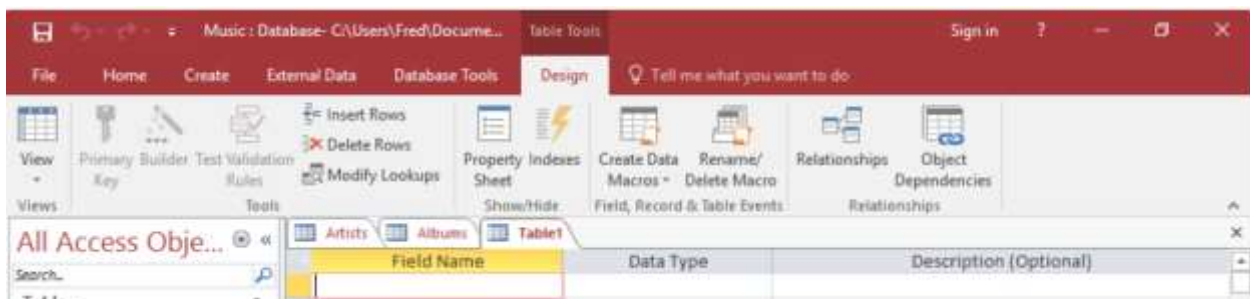 Music : Database- C:\Users\Fred\Docume... Table Tools Sign in ?
File Home Create External Data Database Tools Design Tell me what you want to do
View Primary Key Builder Test Validation Rules Insert Rows Delete Rows Modify Lookups Property Sheet Indexes Create Data Macros Rename/ Delete Macro Relationships Object Dependencies
Views Tools Show/Hide Field, Record & Table Events Relationships
All Access Obje... « Artists Albums Table1
Field Name Data Type Description (Optional)
Search...